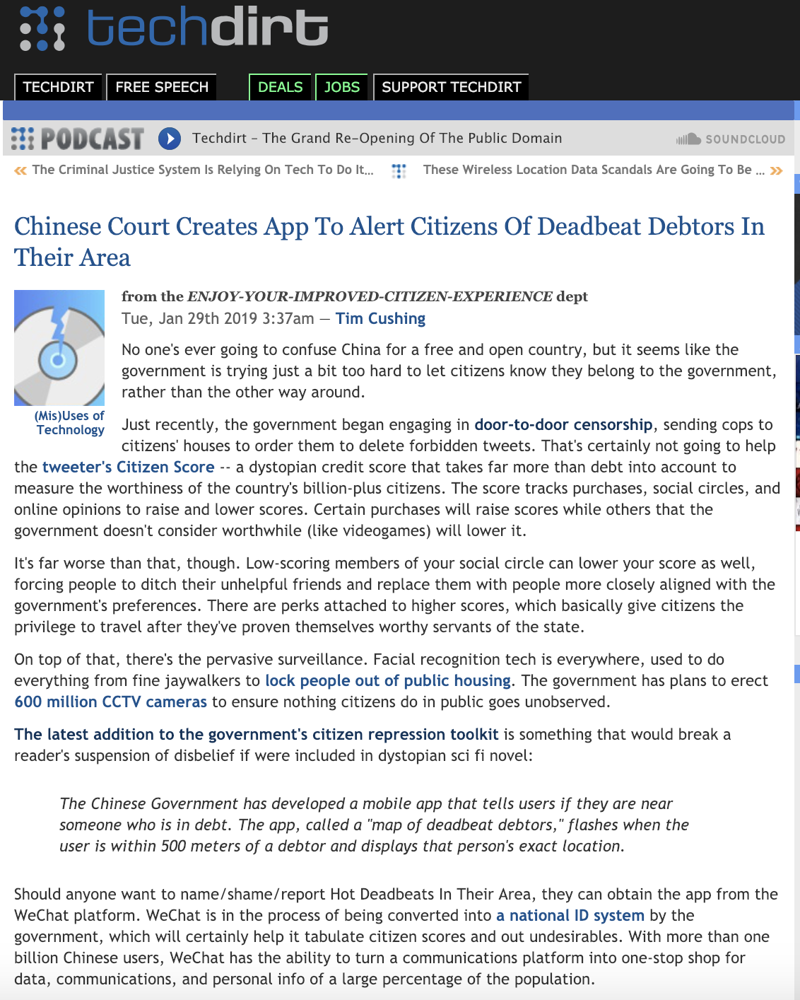 techdirt
TECHDIRT
FREE SPEECH
DEALS
JOBS
SUPPORT TECHDIRT
PODCAST
Techdirt – The Grand Re-Opening Of The Public Domain
SOUNDCLOUD
« The Criminal Justice System Is Relying On Tech To Do It...
These Wireless Location Data Scandals Are Going To Be ... »
Chinese Court Creates App To Alert Citizens Of Deadbeat Debtors In
Their Area
from the ENJOY-YOUR-IMPROVED-CITIZEN-EXPERIENCE dept
Tue, Jan 29th 2019 3:37am — Tim Cushing
(Mis)Uses of
Technology
No one's ever going to confuse China for a free and open country, but it seems like the
government is trying just a bit too hard to let citizens know they belong to the government,
rather than the other way around.
Just recently, the government began engaging in door-to-door censorship, sending cops to
citizens' houses to order them to delete forbidden tweets. That's certainly not going to help
the tweeter's Citizen Score -- a dystopian credit score that takes far more than debt into account to
measure the worthiness of the country's billion-plus citizens. The score tracks purchases, social circles, and
online opinions to raise and lower scores. Certain purchases will raise scores while others that the
government doesn't consider worthwhile (like videogames) will lower it.
It's far worse than that, though. Low-scoring members of your social circle can lower your score as well,
forcing people to ditch their unhelpful friends and replace them with people more closely aligned with the
government's preferences. There are perks attached to higher scores, which basically give citizens the
privilege to travel after they've proven themselves worthy servants of the state.
On top of that, there's the pervasive surveillance. Facial recognition tech is everywhere, used to do
everything from fine jaywalkers to lock people out of public housing. The government has plans to erect
600 million CCTV cameras to ensure nothing citizens do in public goes unobserved.
The latest addition to the government's citizen repression toolkit is something that would break a
reader's suspension of disbelief if were included in dystopian sci fi novel:
The Chinese Government has developed a mobile app that tells users if they are near
someone who is in debt. The app, called a "map of deadbeat debtors," flashes when the
user is within 500 meters of a debtor and displays that person's exact location.
Should anyone want to name/shame/report Hot Deadbeats In Their Area, they can obtain the app from the
WeChat platform. WeChat is in the process of being converted into a national ID system by the
government, which will certainly help it tabulate citizen scores and out undesirables. With more than one
billion Chinese users, WeChat has the ability to turn a communications platform into one-stop shop for
data, communications, and personal info of a large percentage of the population.